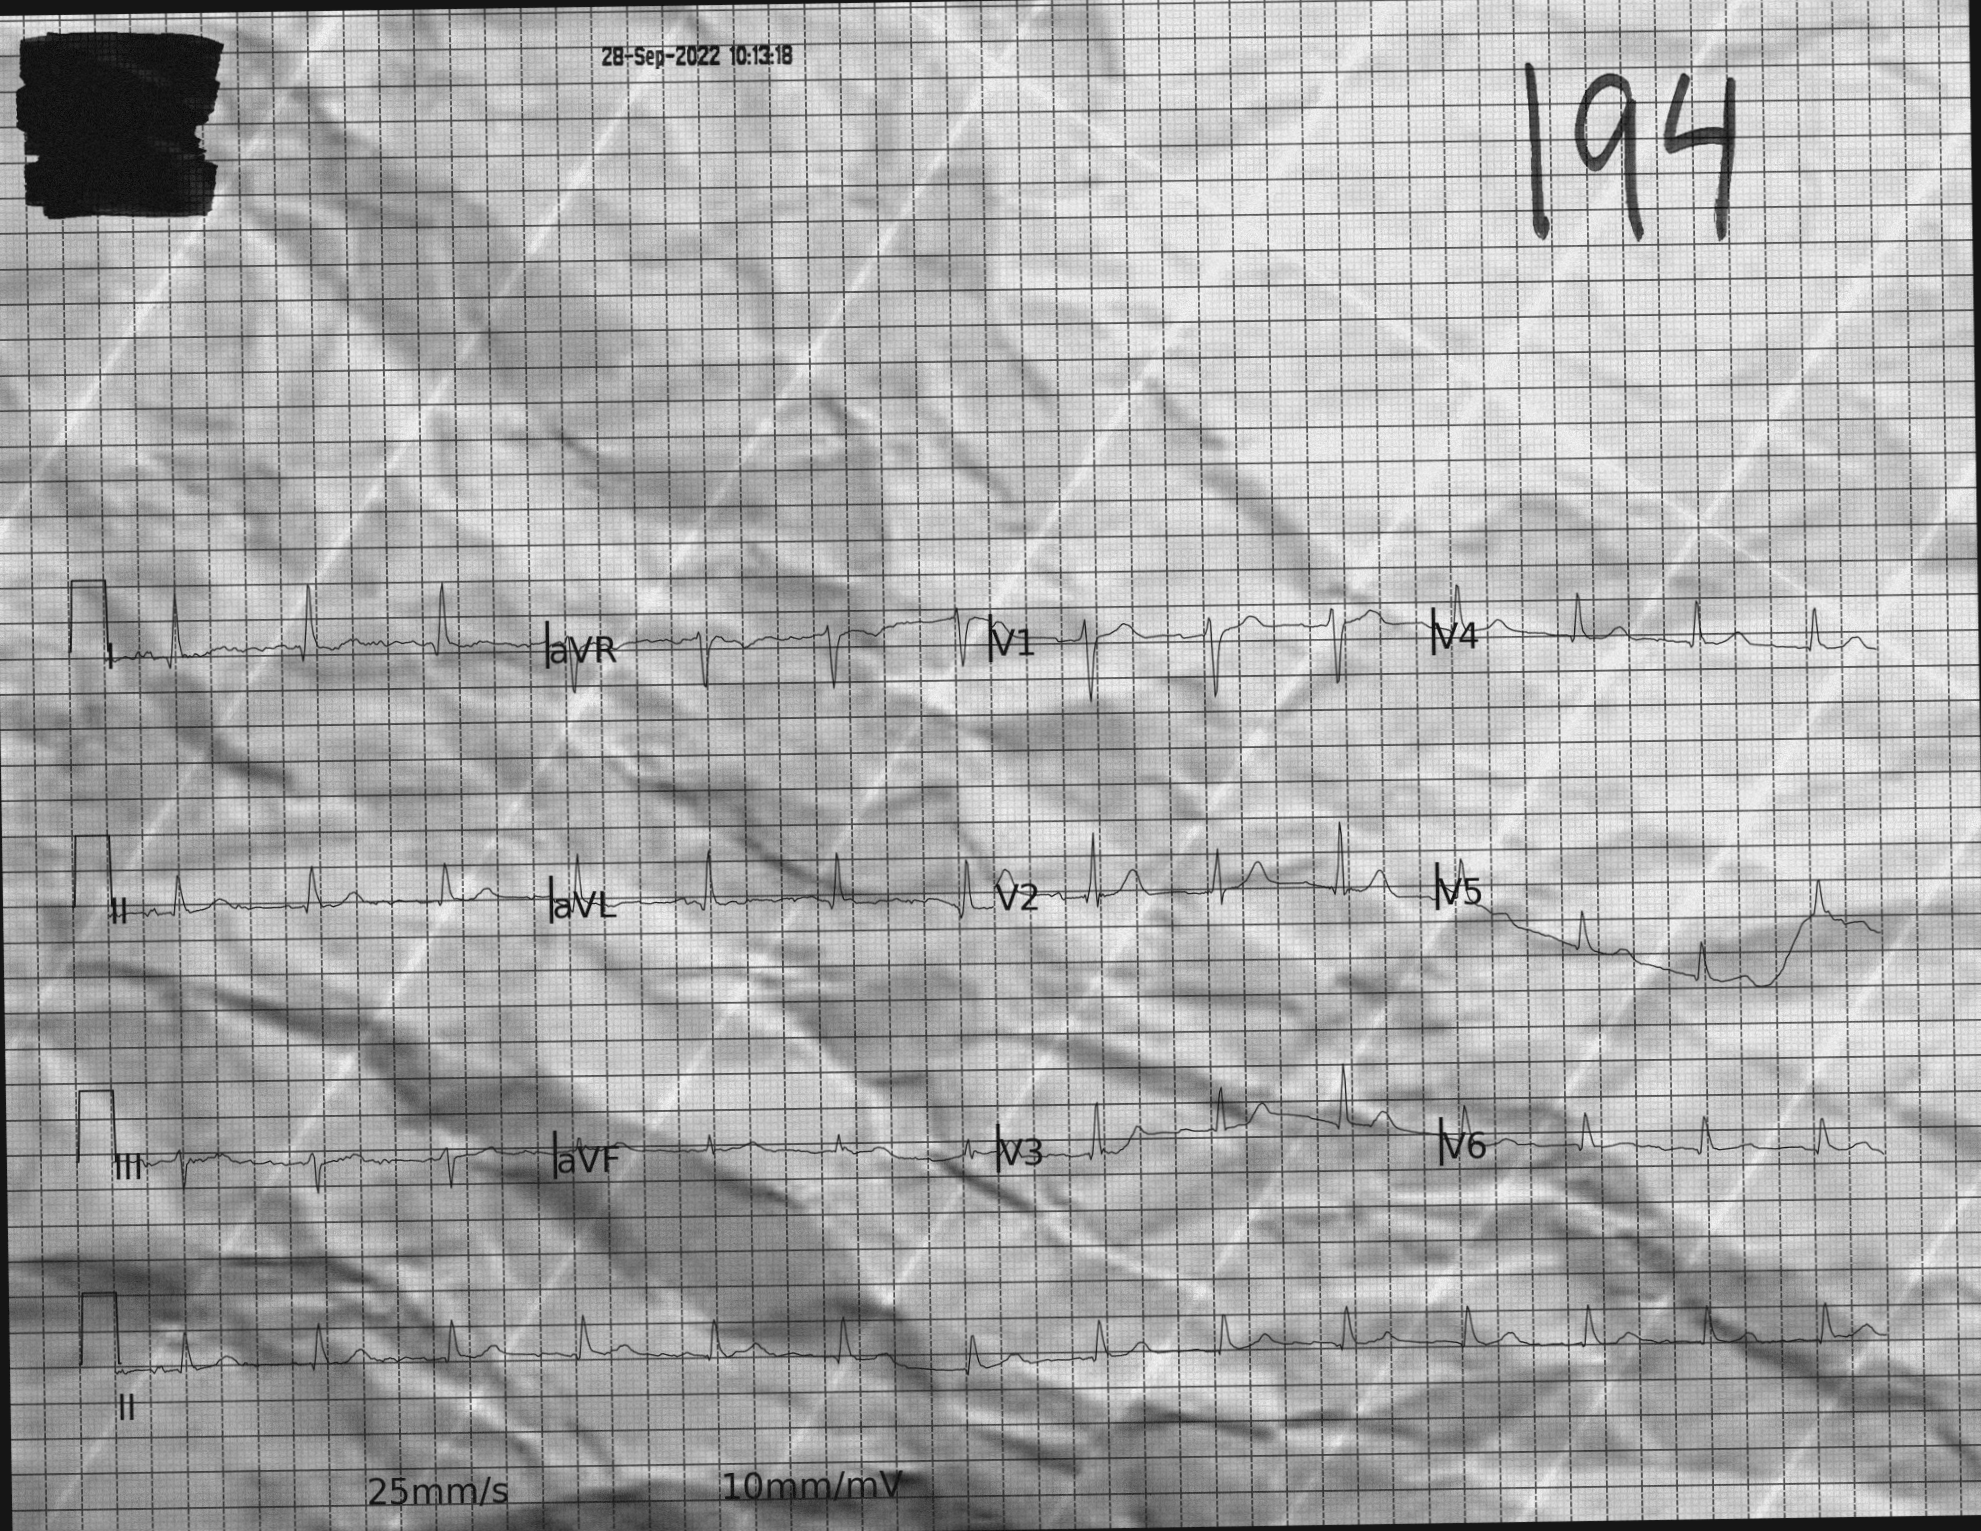 28-Sep-2022 10:13:18
194
I aVR V1 V4
II aVL V2 V5
III aVF V3 V6
II
25mm/s 10mm/mV